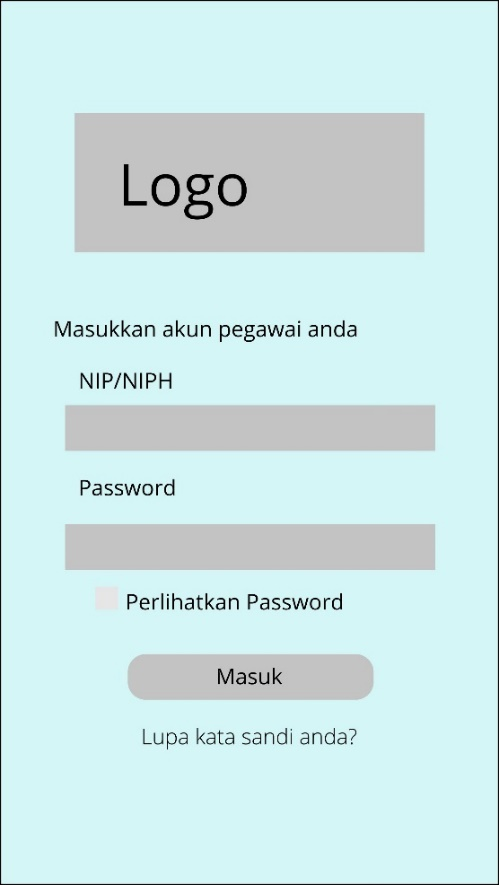 Logo
Masukkan akun pegawai anda
NIP/NIPH
Password
Perlihatkan Password
Masuk
Lupa kata sandi anda?